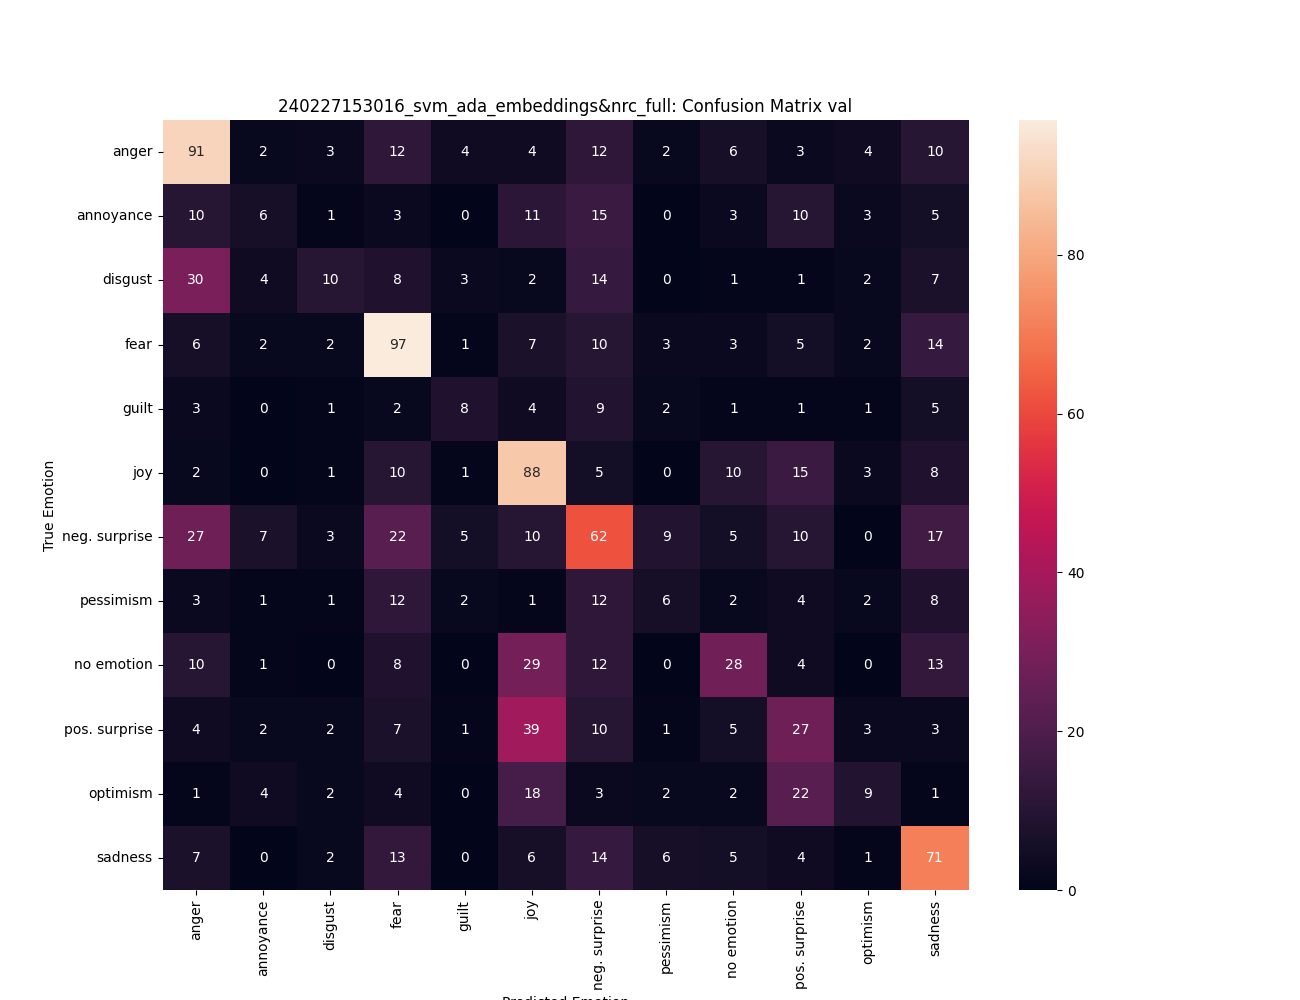 240227153016_svm_ada_embeddings&nrc_full: Confusion Matrix val
anger 91 2 3 12 4 4 12 2 6 3 4 10
annoyance 10 6 1 3 0 11 15 0 3 10 3 5
disgust 30 4 10 8 3 2 14 0 1 1 2 7
fear 6 2 2 97 1 7 10 3 3 5 2 14
guilt 3 0 1 2 8 4 9 2 1 1 1 5
joy 2 0 1 10 1 88 5 0 10 15 3 8
neg. surprise 27 7 3 22 5 10 62 9 5 10 0 17
pessimism 3 1 1 12 2 1 12 6 2 4 2 8
no emotion 10 1 0 8 0 29 12 0 28 4 0 13
pos. surprise 4 2 2 7 1 39 10 1 5 27 3 3
optimism 1 4 2 4 0 18 3 2 2 22 9 1
sadness 7 0 2 13 0 6 14 6 5 4 1 71
True Emotion
anger annoyance disgust fear guilt joy neg. surprise pessimism no emotion pos. surprise optimism sadness
Predicted Emotion
80
60
40
20
0